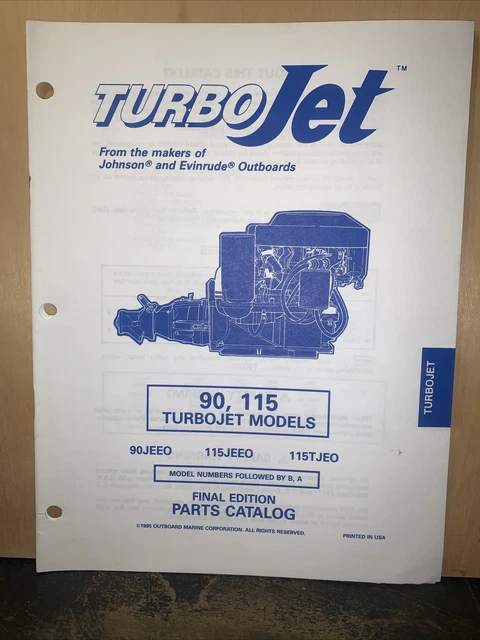 TURBOJet™
From the makers of
Johnson® and Evinrude® Outboards
TURBOJET
90, 115
TURBOJET MODELS
90JEEO 115JEEO 115TJEO
MODEL NUMBERS FOLLOWED BY B, A
FINAL EDITION
PARTS CATALOG
©1995 OUTBOARD MARINE CORPORATION. ALL RIGHTS RESERVED.
PRINTED IN USA